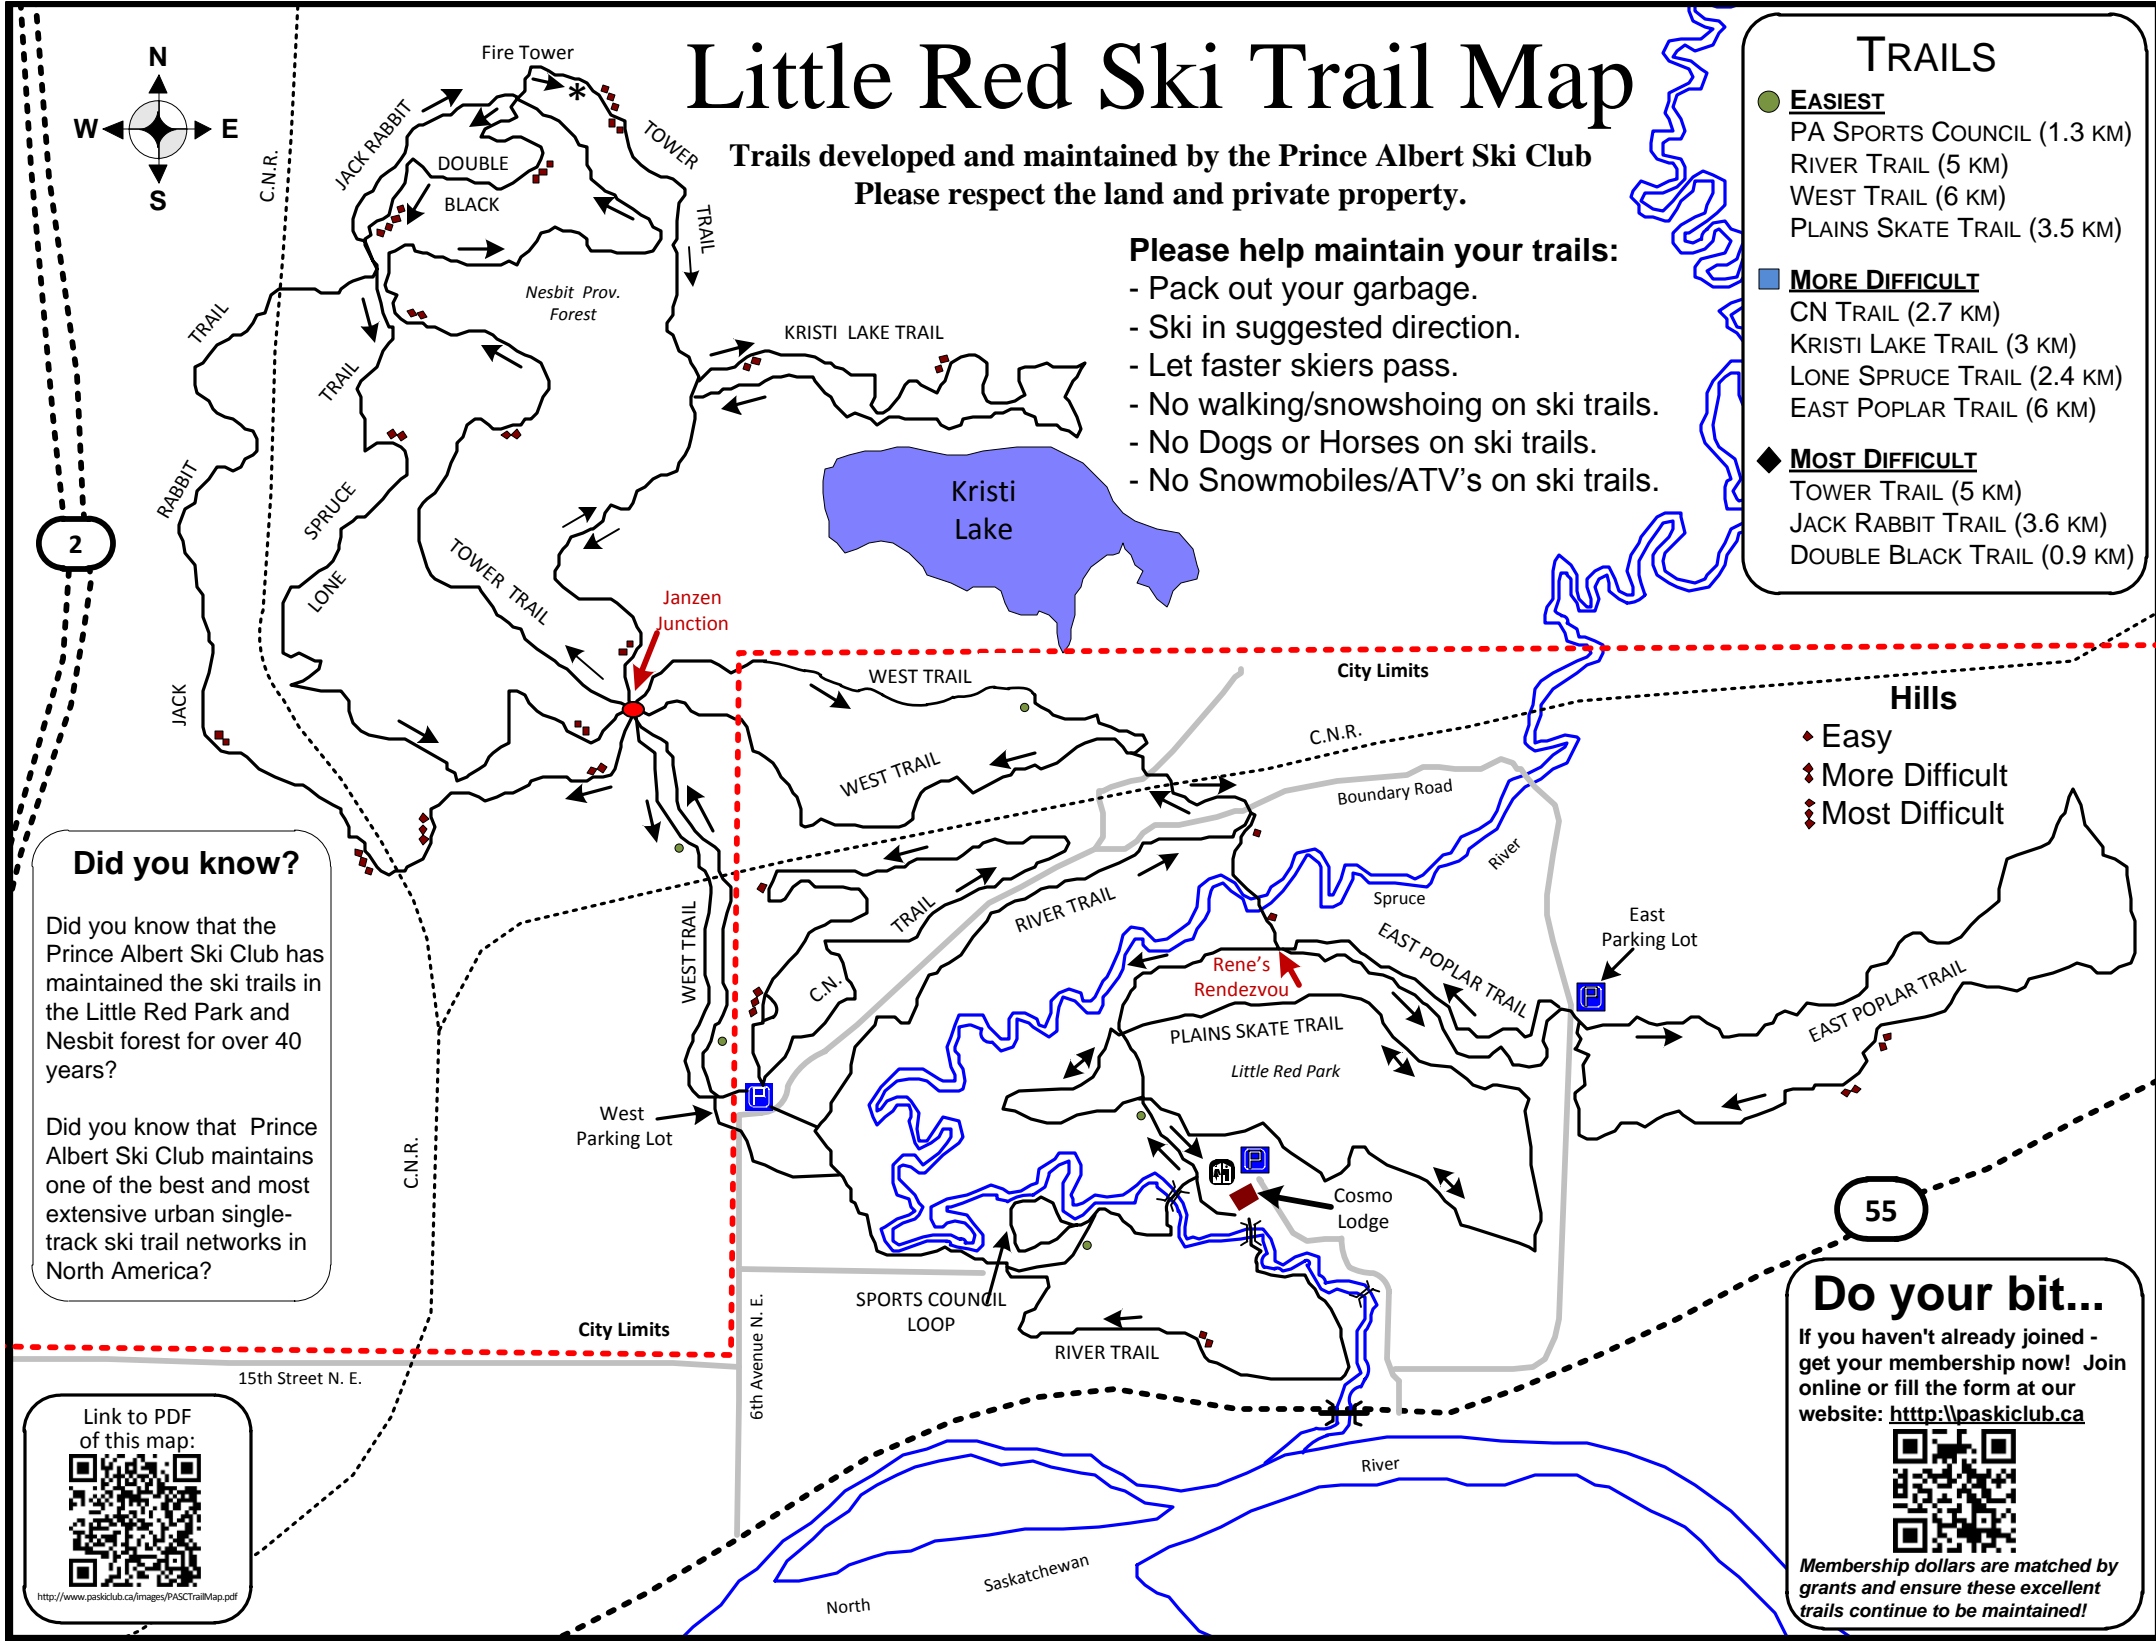 Little Red Ski Trail Map
Trails developed and maintained by the Prince Albert Ski Club
Please respect the land and private property.
Please help maintain your trails:
- Pack out your garbage.
- Ski in suggested direction.
- Let faster skiers pass.
- No walking/snowshoing on ski trails.
- No Dogs or Horses on ski trails.
- No Snowmobiles/ATV's on ski trails.
TRAILS
EASIEST
PA SPORTS COUNCIL (1.3 KM)
RIVER TRAIL (5 KM)
WEST TRAIL (6 KM)
PLAINS SKATE TRAIL (3.5 KM)
MORE DIFFICULT
CN TRAIL (2.7 KM)
KRISTI LAKE TRAIL (3 KM)
LONE SPRUCE TRAIL (2.4 KM)
EAST POPLAR TRAIL (6 KM)
MOST DIFFICULT
TOWER TRAIL (5 KM)
JACK RABBIT TRAIL (3.6 KM)
DOUBLE BLACK TRAIL (0.9 KM)
N
W
E
S
C.N.R.
Fire Tower
*
JACK RABBIT
DOUBLE
BLACK
TOWER
TRAIL
Nesbit Prov.
Forest
TRAIL
RABBIT
JACK
TRAIL
SPRUCE
LONE
KRISTI LAKE TRAIL
Kristi
Lake
2
TOWER TRAIL
Janzen
Junction
WEST TRAIL
City Limits
WEST TRAIL
C.N.R.
Boundary Road
Hills
Easy
More Difficult
Most Difficult
River
Spruce
TRAIL
C.N.
RIVER TRAIL
WEST TRAIL
EAST POPLAR TRAIL
East
Parking Lot
P
EAST POPLAR TRAIL
Rene's
Rendezvou
PLAINS SKATE TRAIL
Little Red Park
West
Parking Lot
P
P
Cosmo
Lodge
SPORTS COUNCIL
LOOP
RIVER TRAIL
55
C.N.R.
City Limits
15th Street N. E.
6th Avenue N. E.
River
Saskatchewan
North
Did you know?
Did you know that the
Prince Albert Ski Club has
maintained the ski trails in
the Little Red Park and
Nesbit forest for over 40
years?
Did you know that Prince
Albert Ski Club maintains
one of the best and most
extensive urban single-
track ski trail networks in
North America?
Link to PDF
of this map:
http://www.paskiclub.ca/images/PASCTrailMap.pdf
Do your bit...
If you haven't already joined -
get your membership now! Join
online or fill the form at our
website: htttp:\\paskiclub.ca
Membership dollars are matched by
grants and ensure these excellent
trails continue to be maintained!